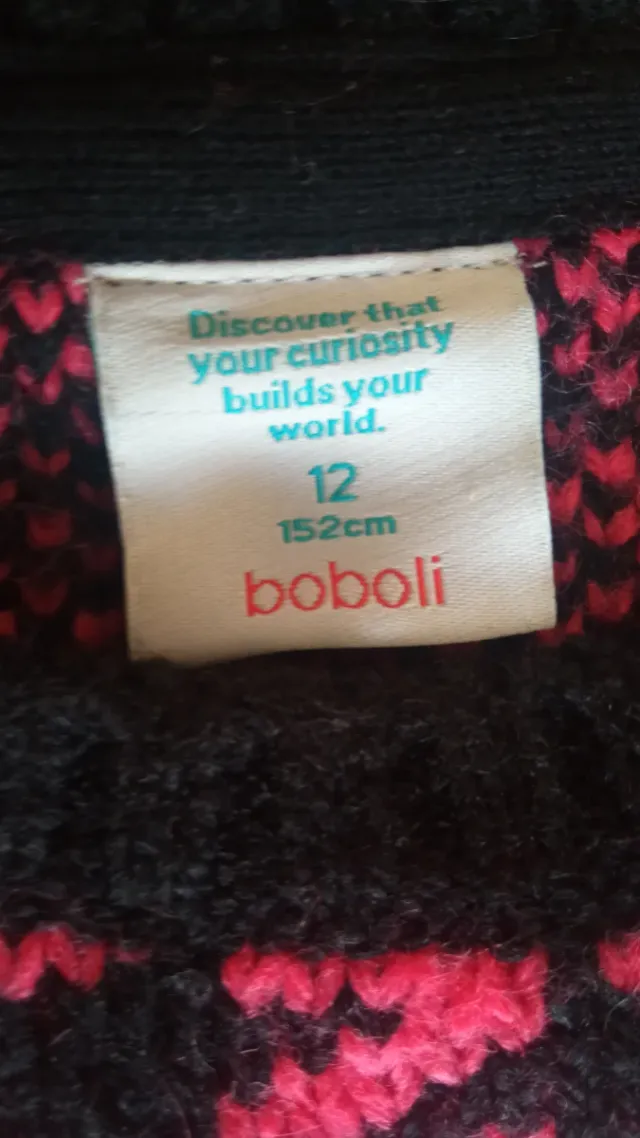 Discover that
your curiosity
builds your
world.
12
152cm
boboli